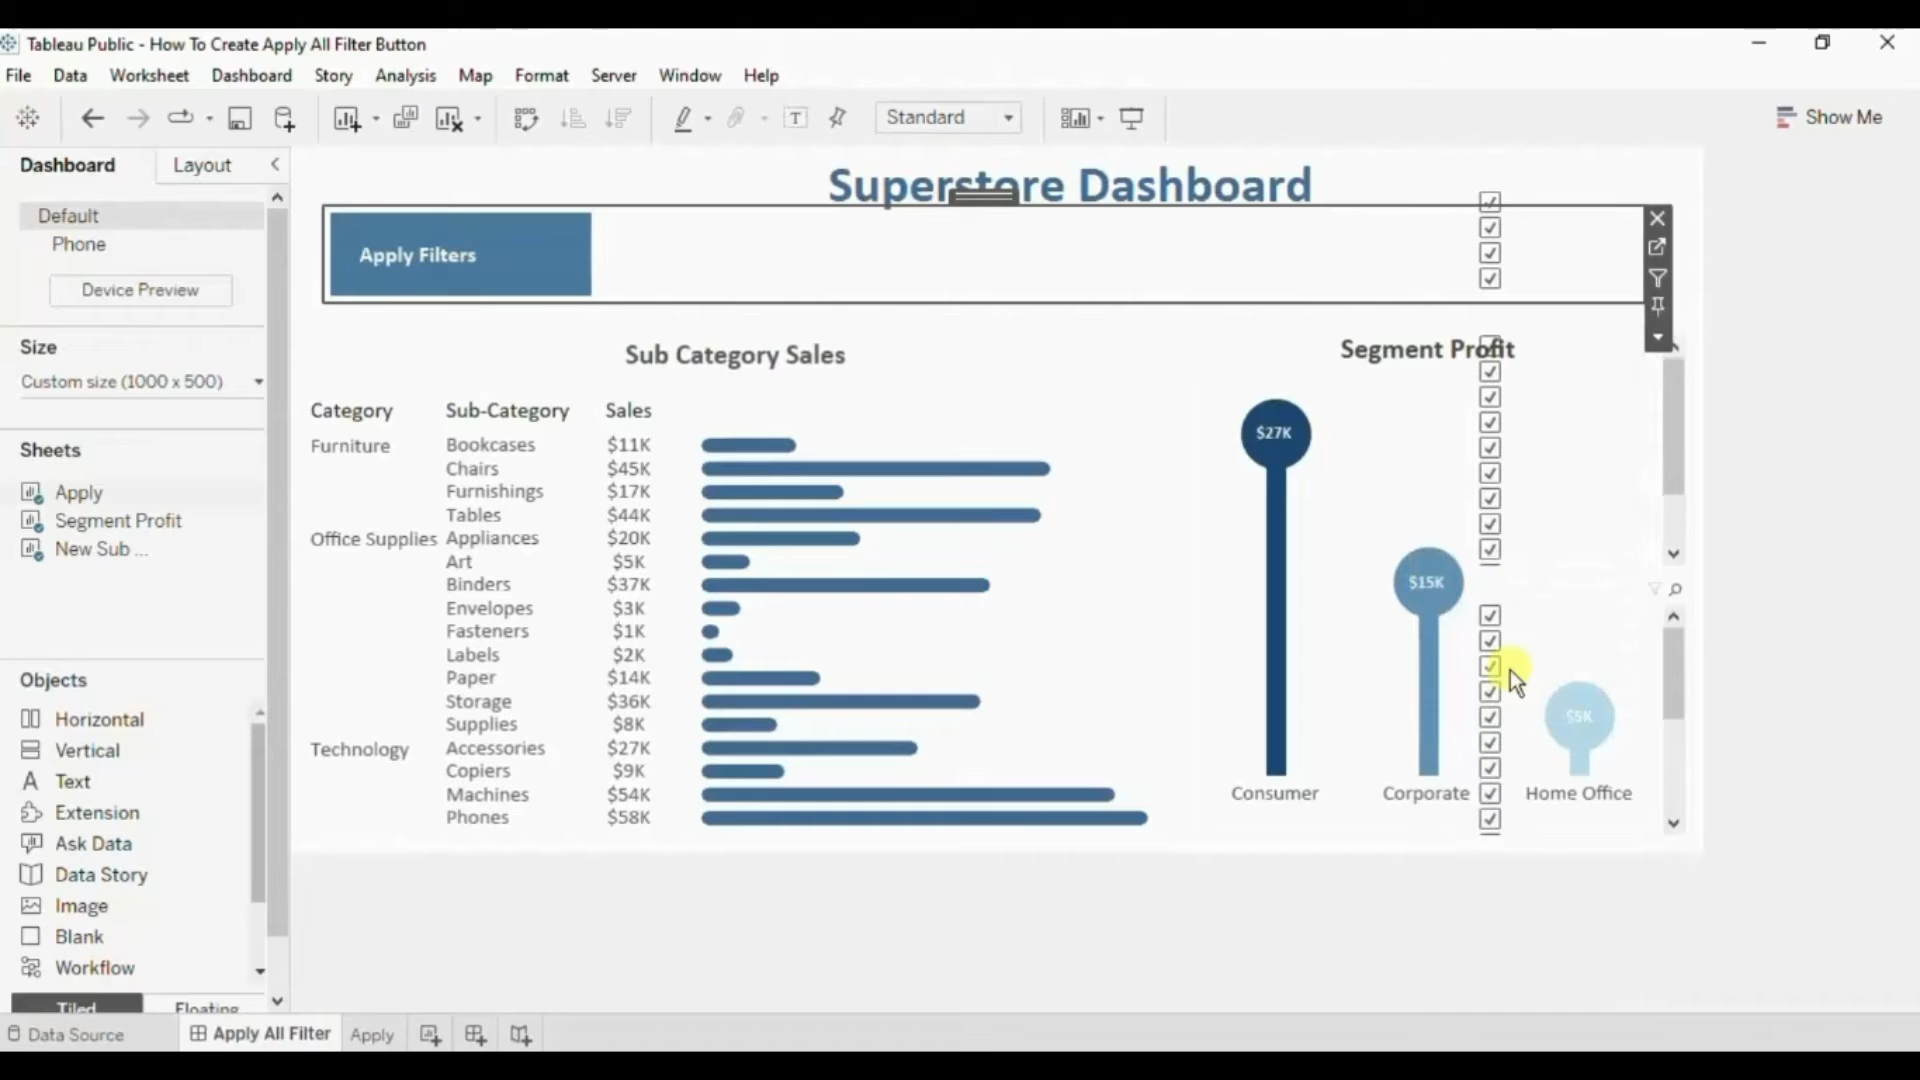 Tableau Public - How To Create Apply All Filter Button
File Data Worksheet Dashboard Story Analysis Map Format Server Window Help
Standard
Show Me
Dashboard Layout
Default
Phone
Device Preview
Size
Custom size (1000 x 500)
Sheets
Apply
Segment Profit
New Sub ...
Objects
Horizontal
Vertical
Text
Extension
Ask Data
Data Story
Image
Blank
Workflow
Tiled Floating
Superstore Dashboard
Apply Filters
Sub Category Sales
Category Sub-Category Sales
Furniture Bookcases $11K
Chairs $45K
Furnishings $17K
Tables $44K
Office Supplies Appliances $20K
Art $5K
Binders $37K
Envelopes $3K
Fasteners $1K
Labels $2K
Paper $14K
Storage $36K
Supplies $8K
Technology Accessories $27K
Copiers $9K
Machines $54K
Phones $58K
Segment Profit
$27K
$15K
$5K
Consumer Corporate Home Office
Data Source Apply All Filter Apply